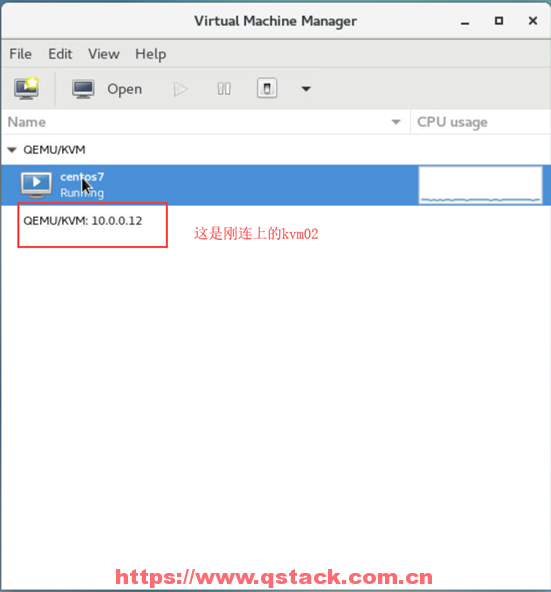 Virtual Machine Manager
File Edit View Help
Open
Name CPU usage
QEMU/KVM
centos7
Running
QEMU/KVM: 10.0.0.12
这是刚连上的kvm02
https://www.qstack.com.cn